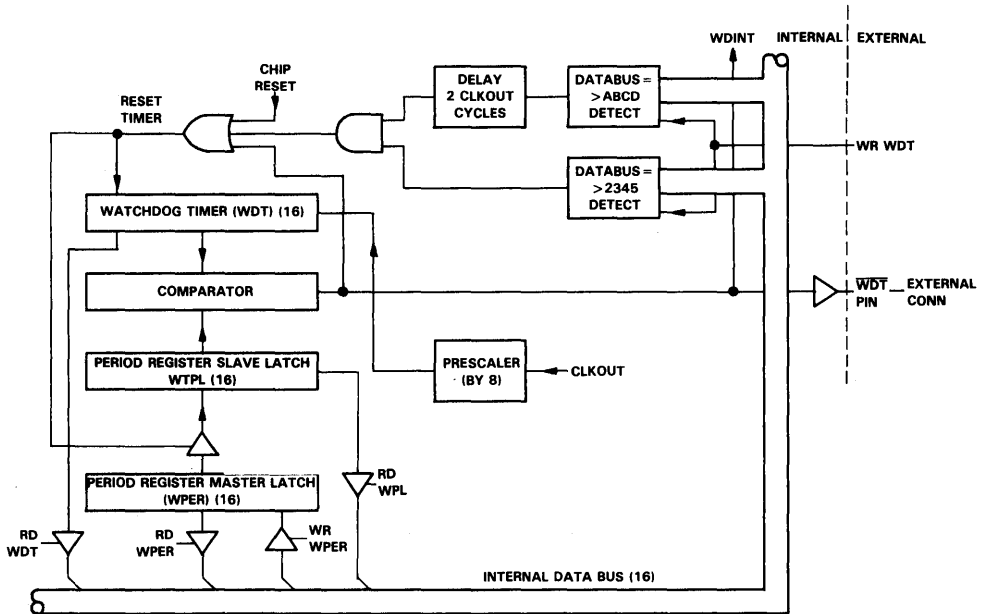 WDINT
INTERNAL
EXTERNAL
CHIP
RESET
RESET
TIMER
DELAY
2 CLKOUT
CYCLES
DATABUS =
>ABCD
DETECT
WR WDT
DATABUS =
>2345
DETECT
WATCHDOG TIMER (WDT) (16)
COMPARATOR
WDT
PIN
EXTERNAL
CONN
PERIOD REGISTER SLAVE LATCH
WTPL (16)
PRESCALER
(BY 8)
CLKOUT
PERIOD REGISTER MASTER LATCH
(WPER) (16)
RD
WPL
RD
WDT
RD
WPER
WR
WPER
INTERNAL DATA BUS (16)